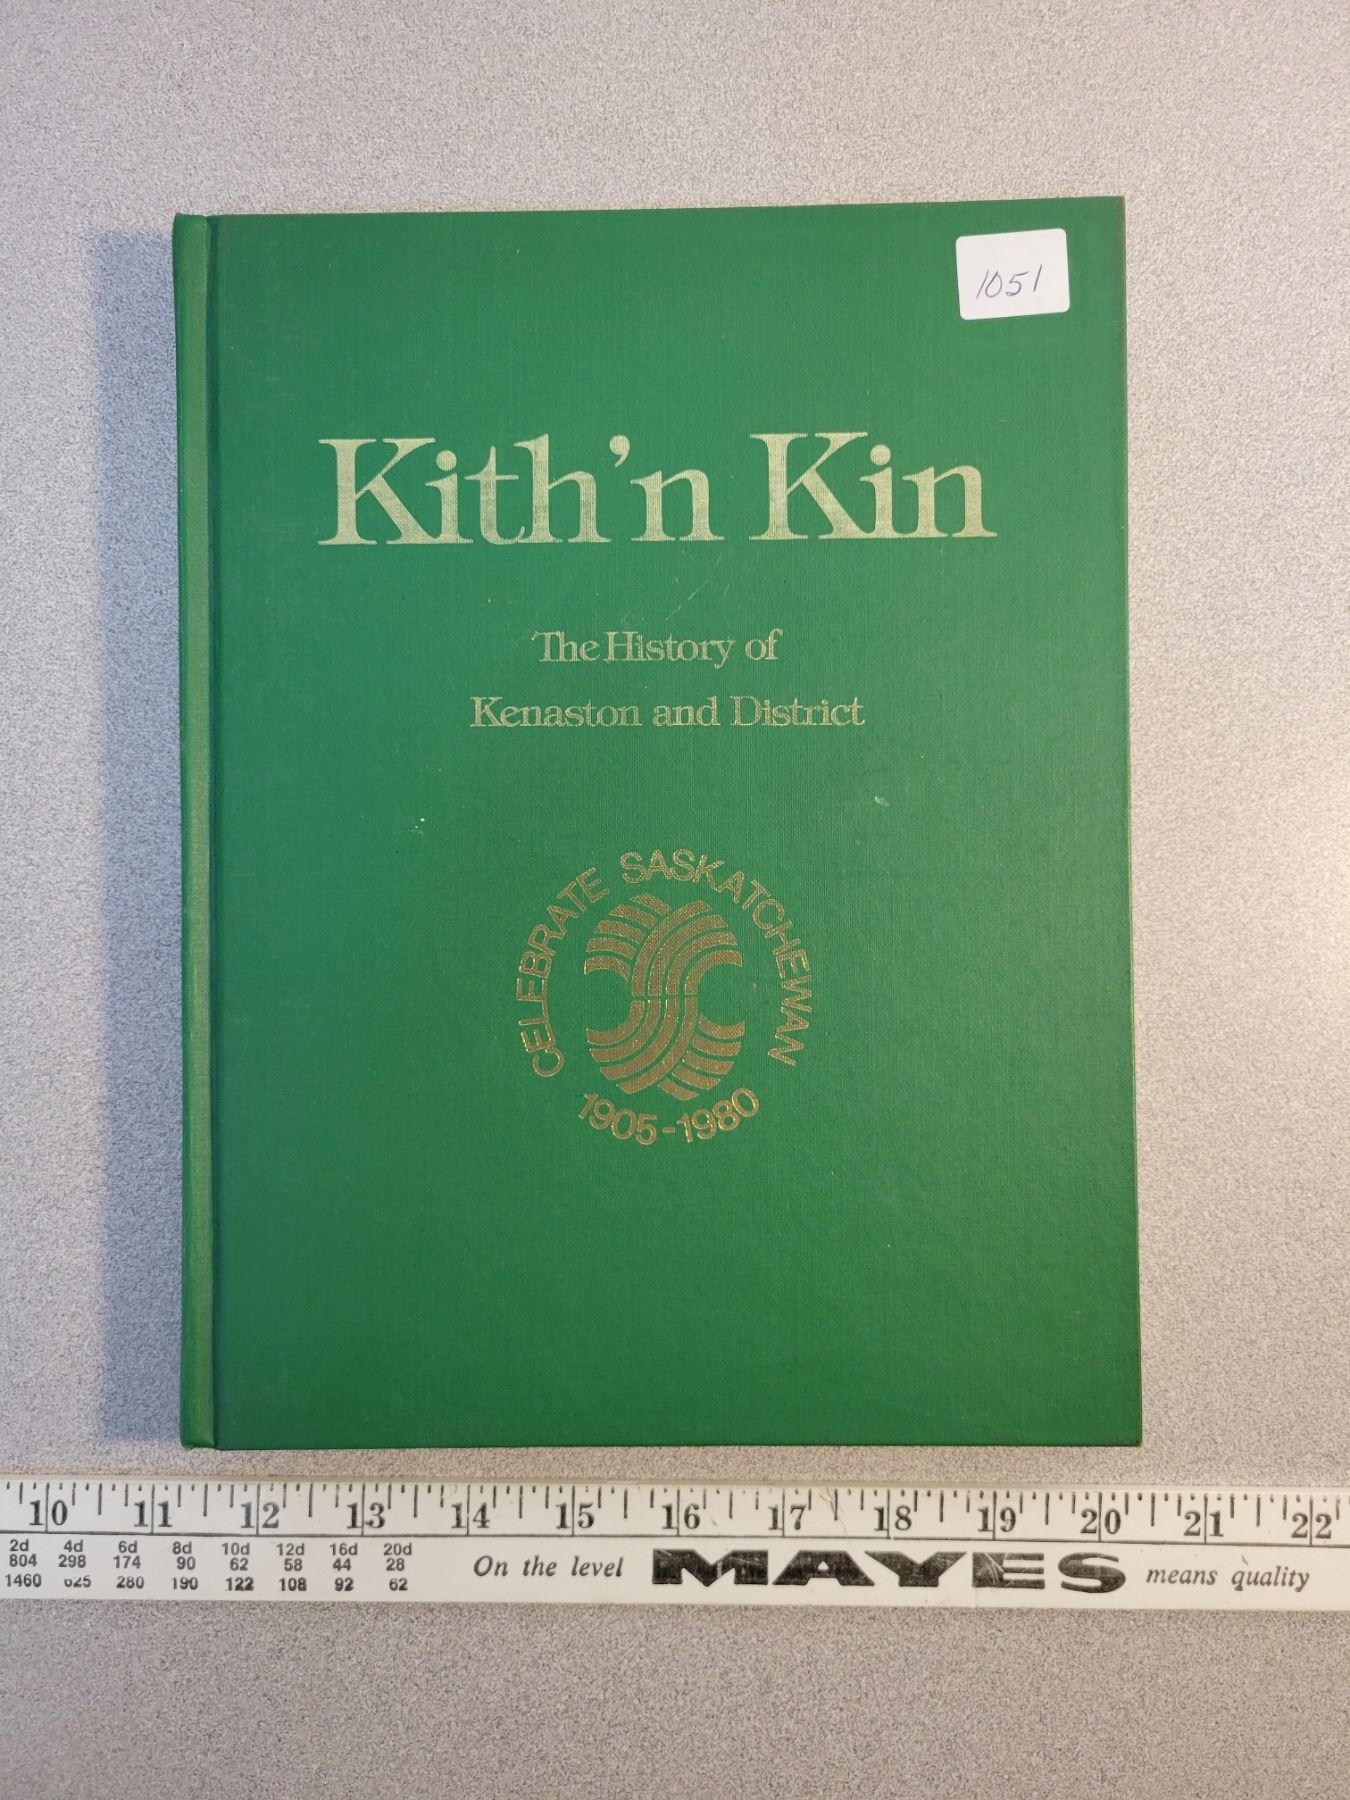 1051
Kith'n Kin
The History of
Kenaston and District
CELEBRATE SASKATCHEWAN
1905-1980
10 11 12 13 14 15 16 17 18 19 20 21 22
2d 4d 6d 8d 10d 12d 16d 20d
804 298 174 90 62 58 44 28
1460 625 280 190 122 108 92 62
On the level MAYES means quality